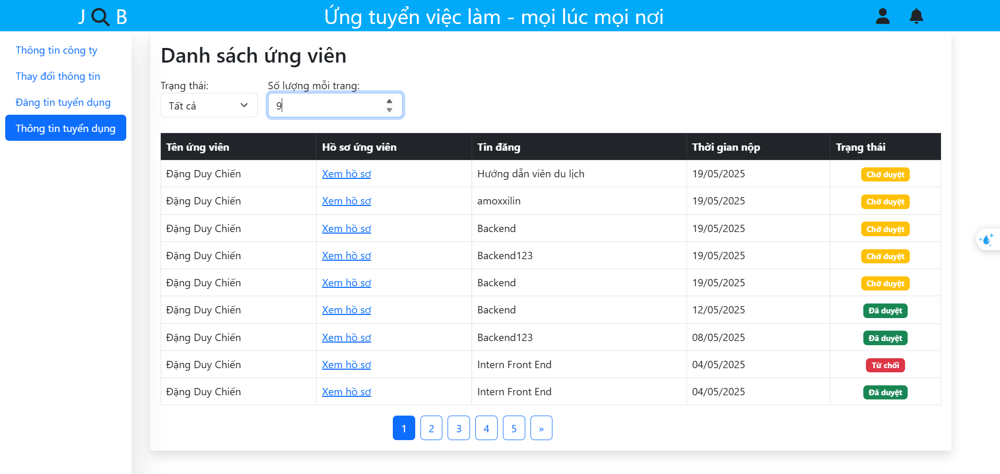 J B
Ứng tuyển việc làm - mọi lúc mọi nơi
Thông tin công ty
Thay đổi thông tin
Đăng tin tuyển dụng
Thông tin tuyển dụng
Danh sách ứng viên
Trạng thái: Số lượng mỗi trang:
Tất cả 9
Tên ứng viên Hồ sơ ứng viên Tin đăng Thời gian nộp Trạng thái
Đặng Duy Chiến Xem hồ sơ Hướng dẫn viên du lịch 19/05/2025 Chờ duyệt
Đặng Duy Chiến Xem hồ sơ amoxxilin 19/05/2025 Chờ duyệt
Đặng Duy Chiến Xem hồ sơ Backend 19/05/2025 Chờ duyệt
Đặng Duy Chiến Xem hồ sơ Backend123 19/05/2025 Chờ duyệt
Đặng Duy Chiến Xem hồ sơ Backend 19/05/2025 Chờ duyệt
Đặng Duy Chiến Xem hồ sơ Backend 12/05/2025 Đã duyệt
Đặng Duy Chiến Xem hồ sơ Backend123 08/05/2025 Đã duyệt
Đặng Duy Chiến Xem hồ sơ Intern Front End 04/05/2025 Từ chối
Đặng Duy Chiến Xem hồ sơ Intern Front End 04/05/2025 Đã duyệt
1 2 3 4 5 »